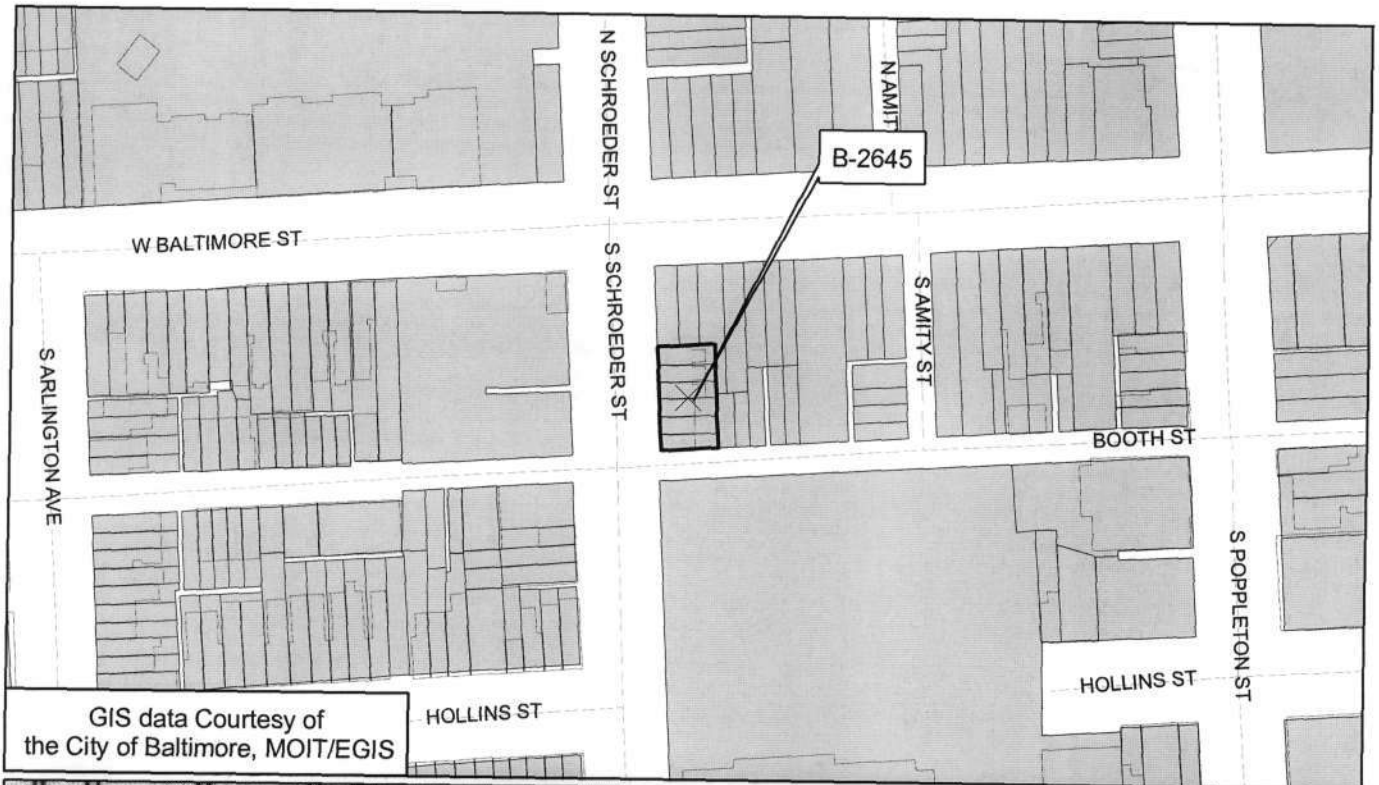 N SCHROEDER ST
N AMIT
B-2645
W BALTIMORE ST
S SCHROEDER ST
S AMITY ST
S ARLINGTON AVE
BOOTH ST
S POPPLETON ST
HOLLINS ST
HOLLINS ST
GIS data Courtesy of
the City of Baltimore, MOIT/EGIS